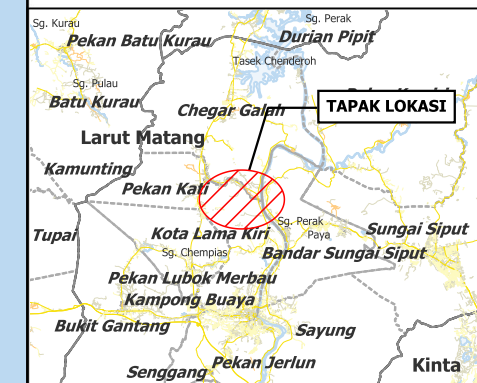 Sg. Kurau
Sg. Perak
Pekan Batu Kurau
Durian Pipit
Tasek Chenderoh
Sg. Pulau
Batu Kurau
Chegar Galah
TAPAK LOKASI
Larut Matang
Kamunting
Pekan Kati
Tupai
Kota Lama Kiri
Sg. Perak
Paya
Sungai Siput
Sg. Chempias
Bandar Sungai Siput
Pekan Lubok Merbau
Kampong Buaya
Bukit Gantang
Sayung
Senggang
Pekan Jerlun
Kinta